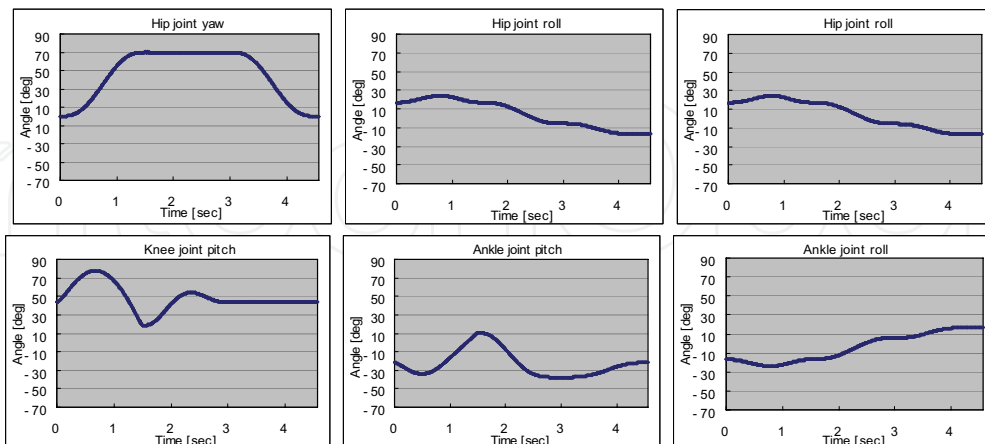 Hip joint yaw
Angle [deg]
90
70
50
30
10
- 10
- 30
- 50
- 70
0 1 2 3 4
Time [sec]
Hip joint roll
Angle [deg]
90
70
50
30
10
- 10
- 30
- 50
- 70
0 1 2 3 4
Time [sec]
Hip joint roll
Angle [deg]
90
70
50
30
10
- 10
- 30
- 50
- 70
0 1 2 3 4
Time [sec]
Knee joint pitch
Angle [deg]
90
70
50
30
10
- 10
- 30
- 50
- 70
0 1 2 3 4
Time [sec]
Ankle joint pitch
Angle [deg]
90
70
50
30
10
- 10
- 30
- 50
- 70
0 1 2 3 4
Time [sec]
Ankle joint roll
Angle [deg]
90
70
50
30
10
- 10
- 30
- 50
- 70
0 1 2 3 4
Time [sec]